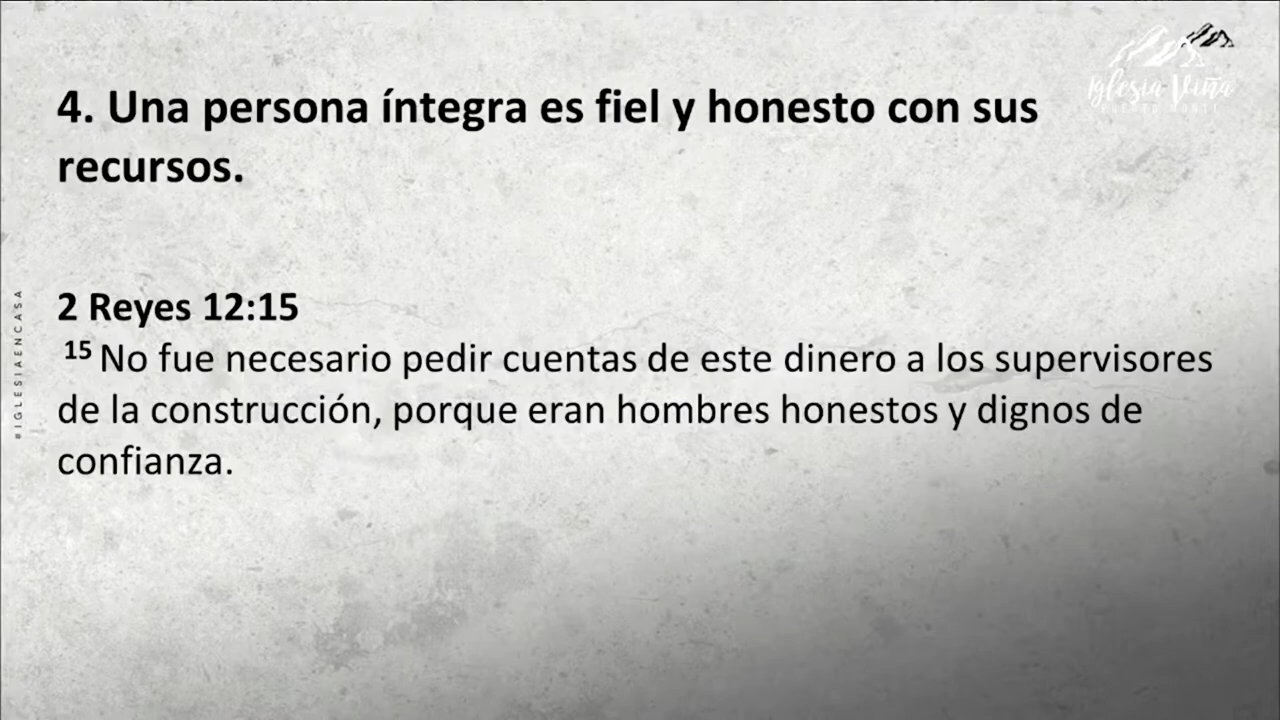 Iglesia Viña
4. Una persona íntegra es fiel y honesto con sus
recursos.
#IGLESIAENCASA
2 Reyes 12:15
15 No fue necesario pedir cuentas de este dinero a los supervisores
de la construcción, porque eran hombres honestos y dignos de
confianza.